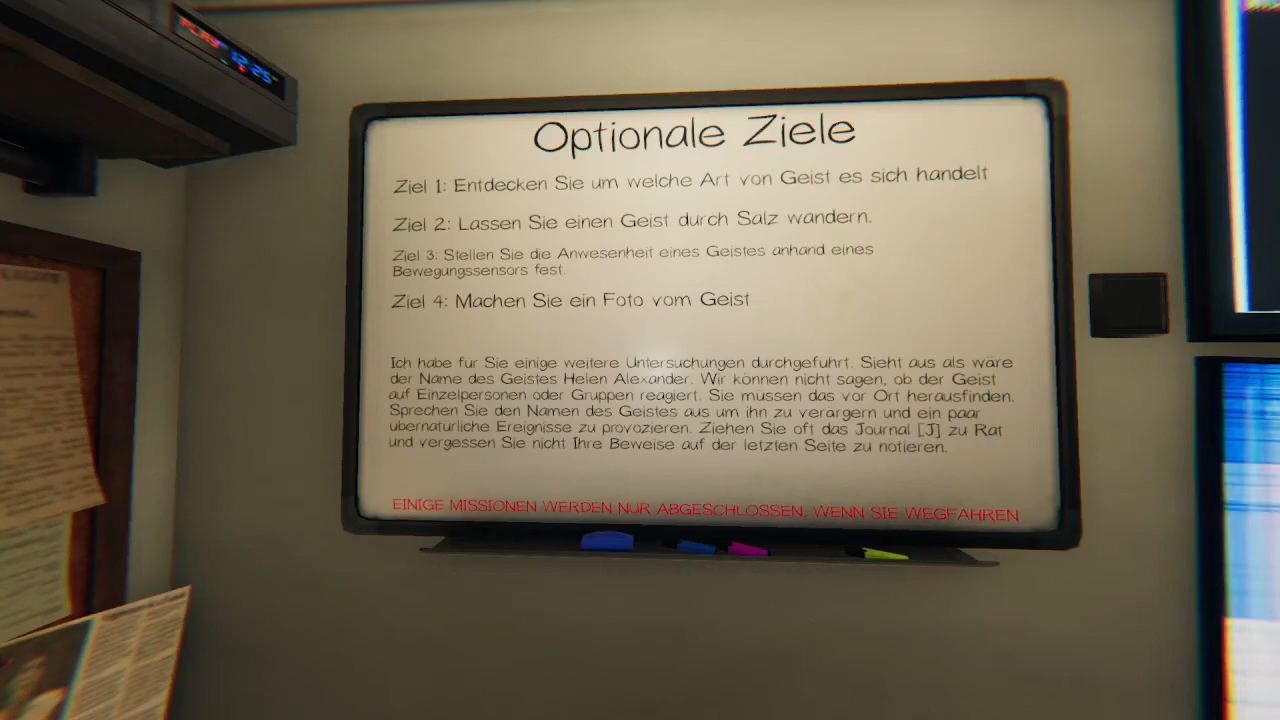 PLAY
12:25
Optionale Ziele
Ziel 1: Entdecken Sie um welche Art von Geist es sich handelt
Ziel 2: Lassen Sie einen Geist durch Salz wandern.
Ziel 3: Stellen Sie die Anwesenheit eines Geistes anhand eines
Bewegungssensors fest.
Ziel 4: Machen Sie ein Foto vom Geist
Ich habe für Sie einige weitere Untersuchungen durchgeführt. Sieht aus als wäre
der Name des Geistes Helen Alexander. Wir können nicht sagen, ob der Geist
auf Einzelpersonen oder Gruppen reagiert. Sie müssen das vor Ort herausfinden.
Sprechen Sie den Namen des Geistes aus um ihn zu verärgern und ein paar
übernatürliche Ereignisse zu provozieren. Ziehen Sie oft das Journal [J] zu Rat
und vergessen Sie nicht Ihre Beweise auf der letzten Seite zu notieren.
EINIGE MISSIONEN WERDEN NUR ABGESCHLOSSEN, WENN SIE WEGFAHREN